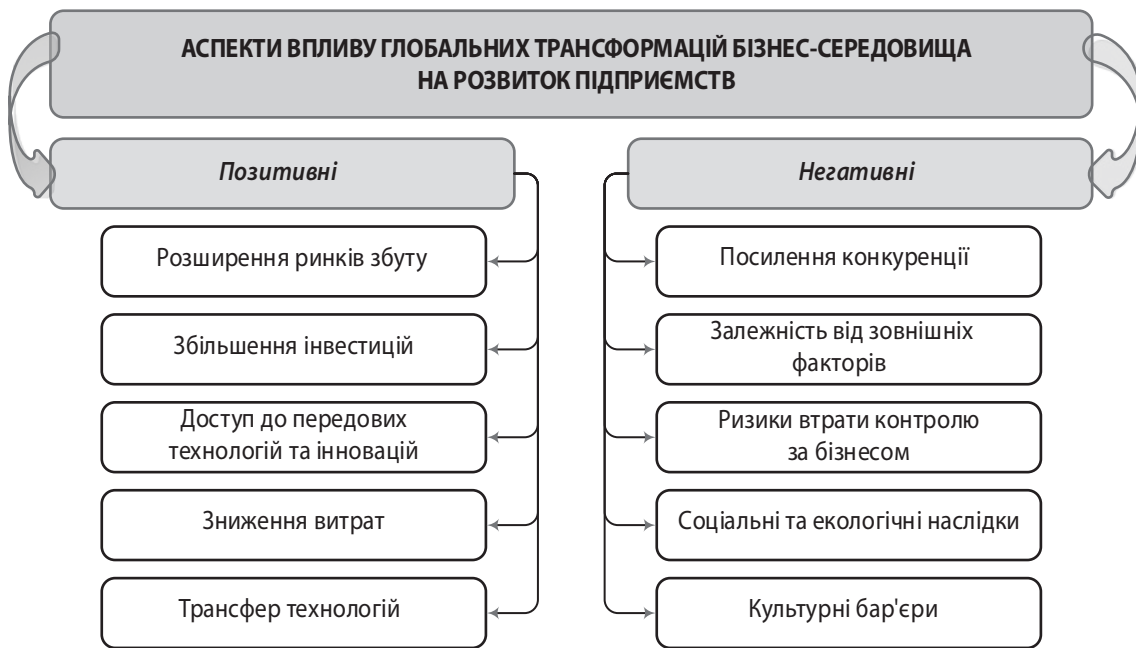 АСПЕКТИ ВПЛИВУ ГЛОБАЛЬНИХ ТРАНСФОРМАЦІЙ БІЗНЕС-СЕРЕДОВИЩА
НА РОЗВИТОК ПІДПРИЄМСТВ
Позитивні
Розширення ринків збуту
Збільшення інвестицій
Доступ до передових
технологій та інновацій
Зниження витрат
Трансфер технологій
Негативні
Посилення конкуренції
Залежність від зовнішніх
факторів
Ризики втрати контролю
за бізнесом
Соціальні та екологічні наслідки
Культурні бар'єри